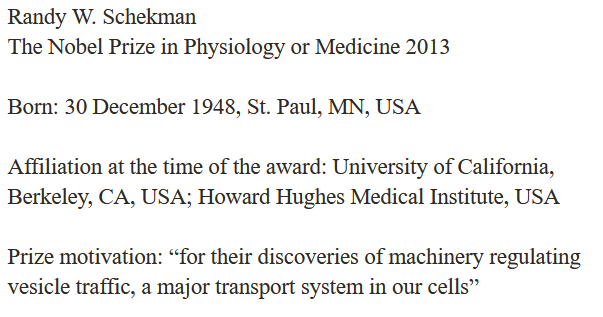 Randy W. Schekman
The Nobel Prize in Physiology or Medicine 2013
Born: 30 December 1948, St. Paul, MN, USA
Affiliation at the time of the award: University of California,
Berkeley, CA, USA; Howard Hughes Medical Institute, USA
Prize motivation: “for their discoveries of machinery regulating
vesicle traffic, a major transport system in our cells”